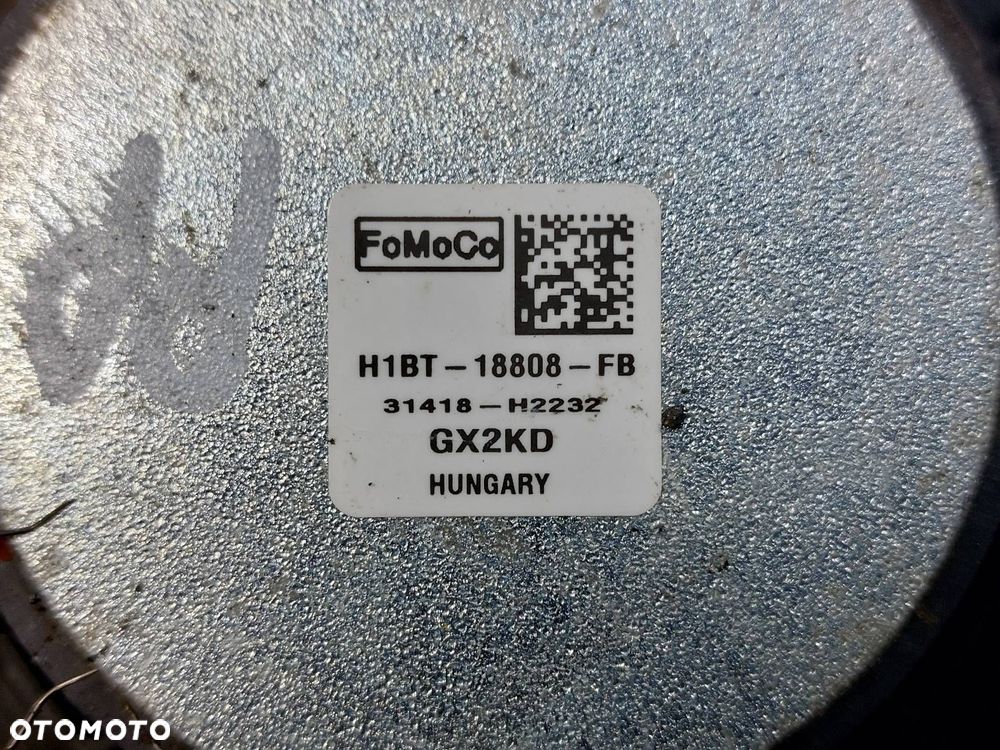 FoMoCo
H1BT-18808-FB
31418-H2232
GX2KD
HUNGARY
OTOMOTO